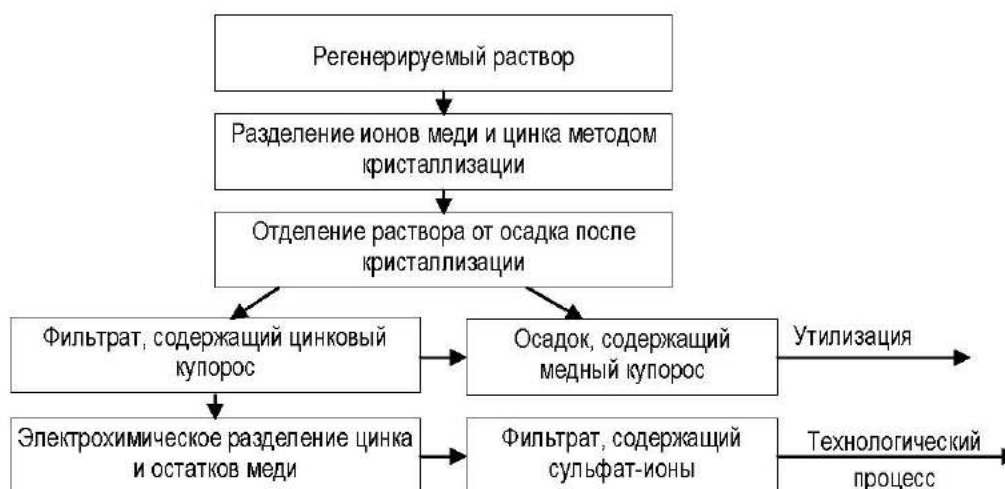 Регенерируемый раствор
Разделение ионов меди и цинка методом
кристаллизации
Отделение раствора от осадка после
кристаллизации
Фильтрат, содержащий цинковый
купорос
Осадок, содержащий
медный купорос
Утилизация
Электрохимическое разделение цинка
и остатков меди
Фильтрат, содержащий
сульфат-ионы
Технологический
процесс